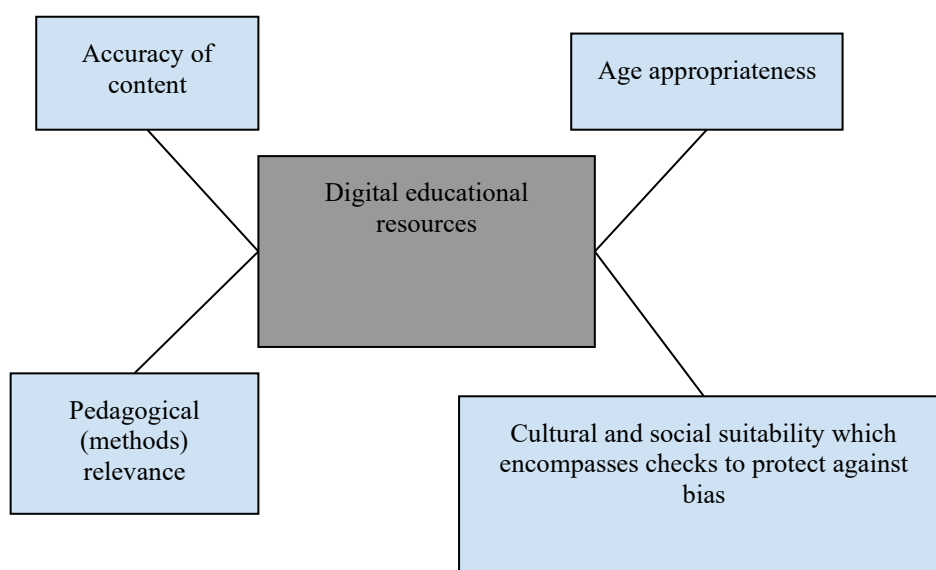 Accuracy of
content
Age appropriateness
Digital educational
resources
Pedagogical
(methods)
relevance
Cultural and social suitability which
encompasses checks to protect against
bias